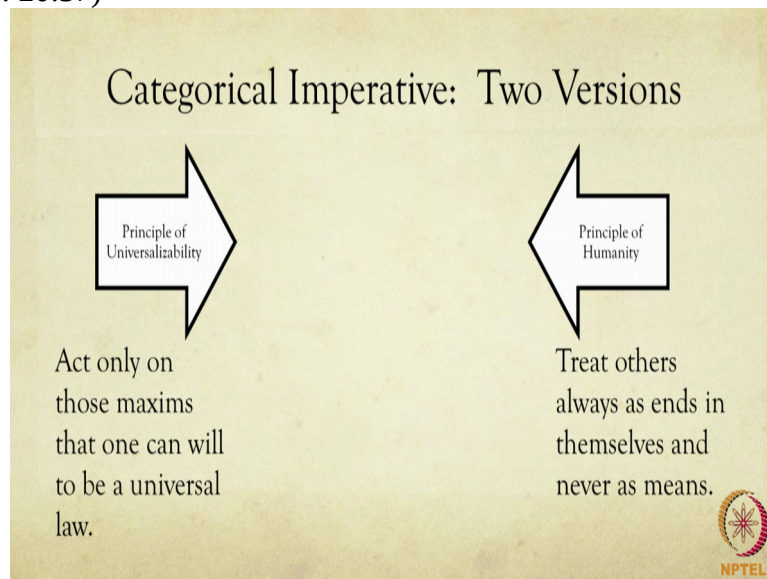 Categorical Imperative: Two Versions
Principle of
Universalizability
Principle of
Humanity
Act only on
those maxims
that one can will
to be a universal
law.
Treat others
always as ends in
themselves and
never as means.
NPTEL